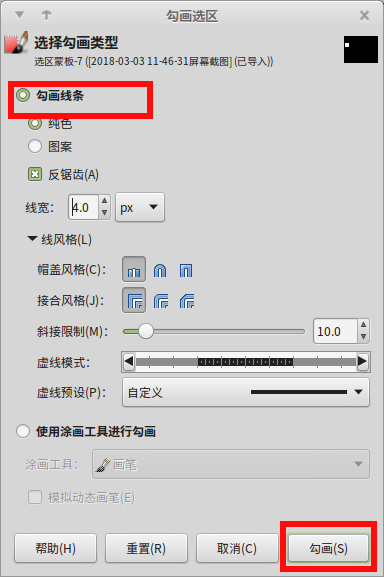 勾画选区
选择勾画类型
选区蒙板-7 ([2018-03-03 11-46-31屏幕截图] (已导入))
勾画线条
纯色
图案
反锯齿(A)
线宽： 4.0 px
线风格(L)
帽盖风格(C)：
接合风格(J)：
斜接限制(M)： 10.0
虚线模式：
虚线预设(P)： 自定义
使用涂画工具进行勾画
涂画工具： 画笔
模拟动态画笔(E)
帮助(H) 重置(R) 取消(C) 勾画(S)